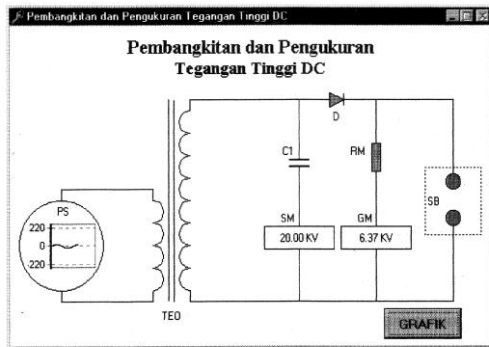 Pembangkitan dan Pengukuran Tegangan Tinggi DC
Pembangkitan dan Pengukuran
Tegangan Tinggi DC
D
C1
RM
PS
220
0
-220
SM
GM
SB
20.00 KV
6.37 KV
TEO
GRAFIK